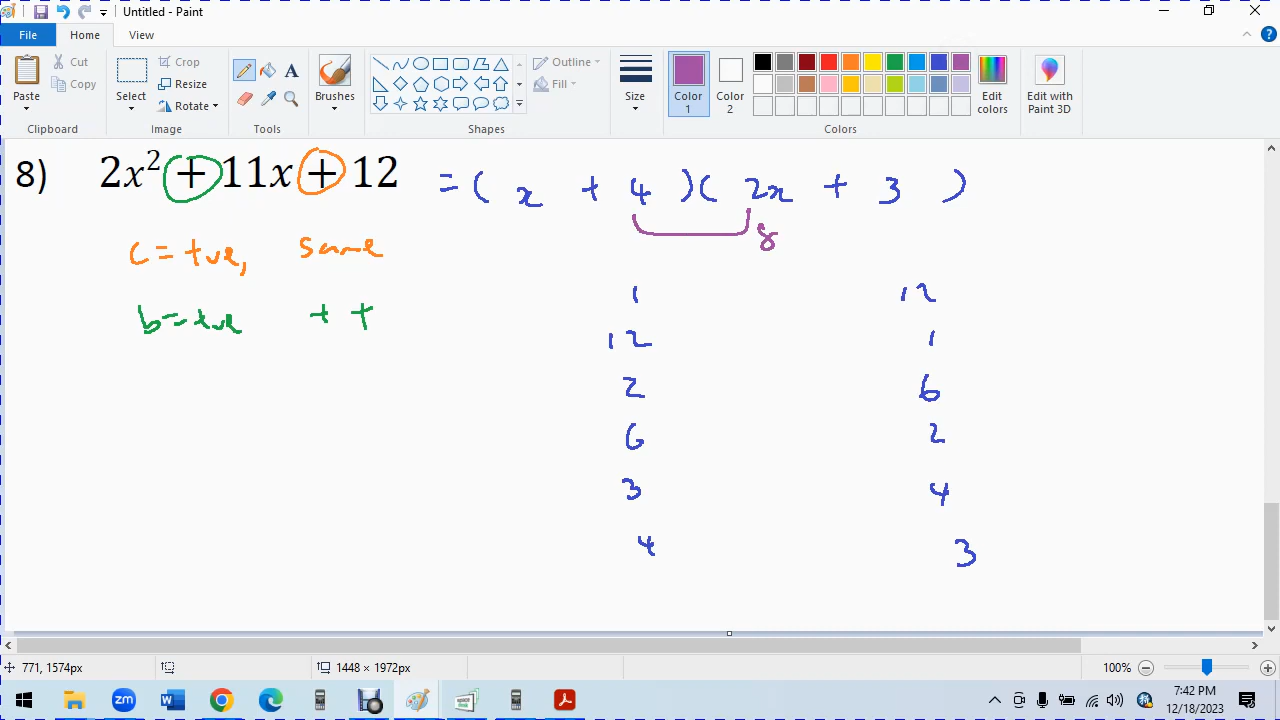 Untitled - Paint
File Home View
Paste
Cut
Copy
Clipboard
Select
Crop
Resize
Rotate
Image
Tools
Brushes
Shapes
Outline
Fill
Size
Color 1
Color 2
Edit colors
Colors
Edit with Paint 3D
8) 2x² + 11x + 12 = ( x + 4 )( 2x + 3 )
8
c = +ve, same
b = +ve + +
1 12
12 1
2 6
6 2
3 4
4 3
771, 1574px
1448 × 1972px
100%
7:42 PM
12/18/2023